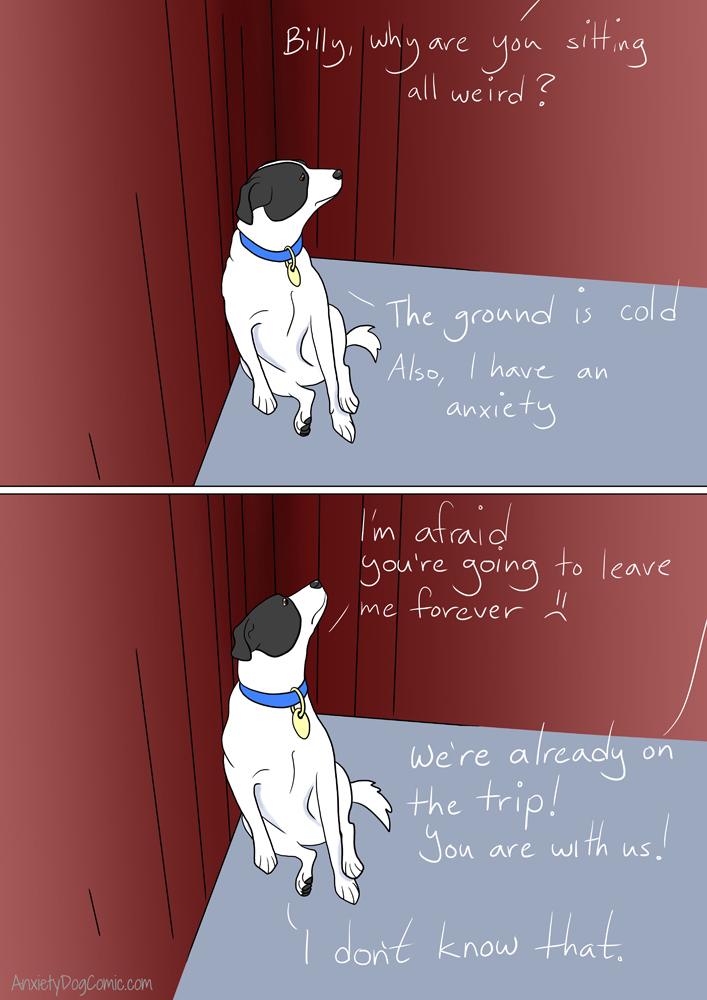 Billy, why are you sitting
all weird?
The ground is cold
Also, I have an
anxiety
I'm afraid
you're going to leave
me forever :(
We're already on
the trip!
You are with us!
I don't know that.
AnxietyDogComic.com